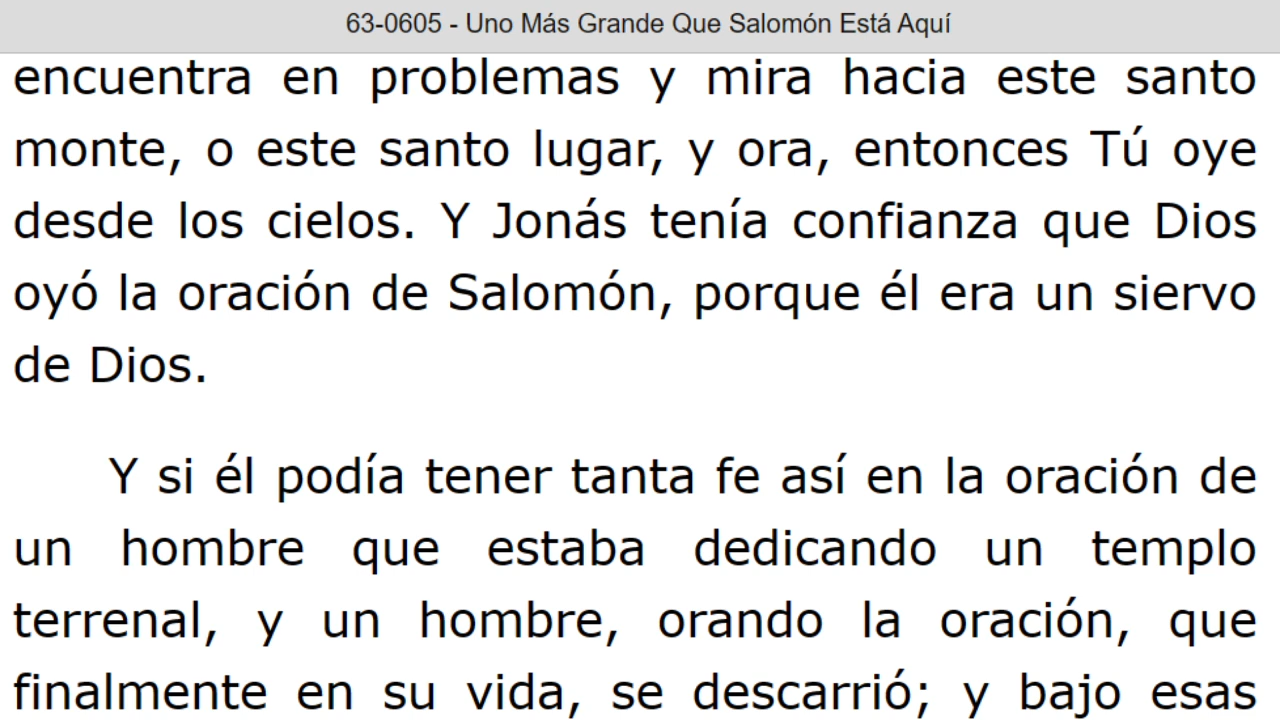 63-0605 - Uno Más Grande Que Salomón Está Aquí
encuentra en problemas y mira hacia este santo
monte, o este santo lugar, y ora, entonces Tú oye
desde los cielos. Y Jonás tenía confianza que Dios
oyó la oración de Salomón, porque él era un siervo
de Dios.
Y si él podía tener tanta fe así en la oración de
un hombre que estaba dedicando un templo
terrenal, y un hombre, orando la oración, que
finalmente en su vida, se descarrió; y bajo esas